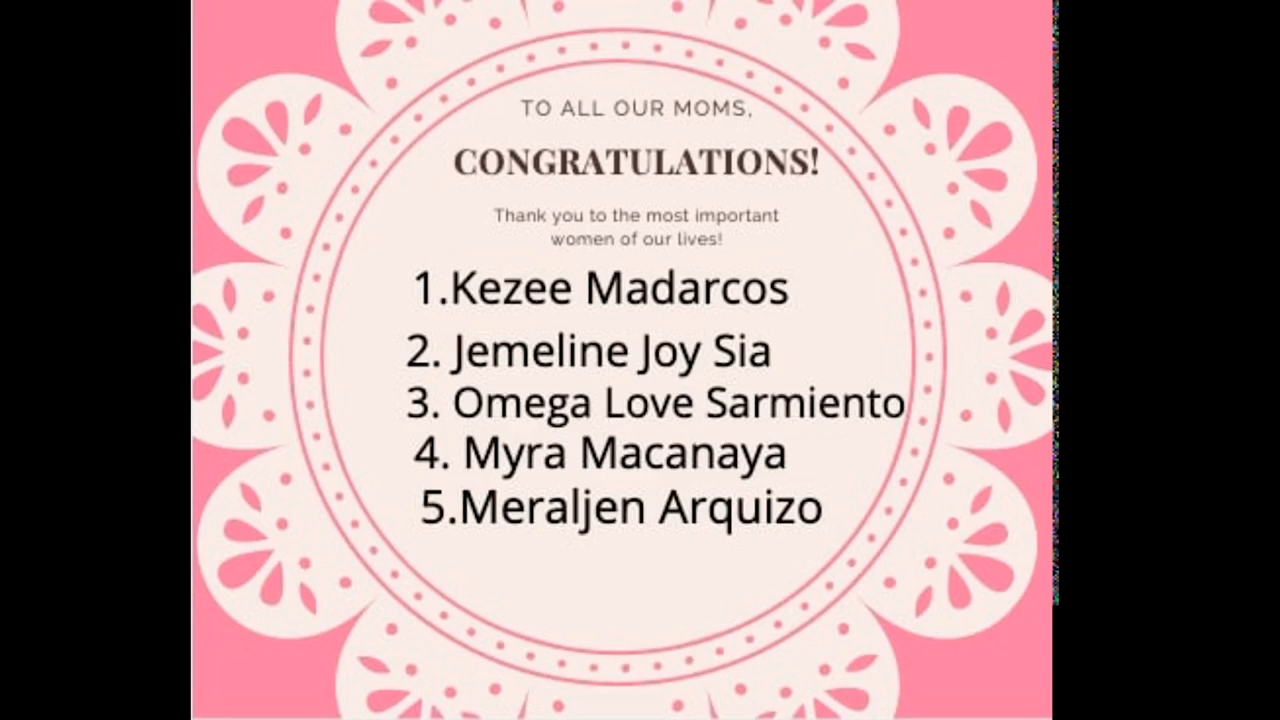 TO ALL OUR MOMS,
CONGRATULATIONS!
Thank you to the most important
women of our lives!
1.Kezee Madarcos
2. Jemeline Joy Sia
3. Omega Love Sarmiento
4. Myra Macanaya
5.Meraljen Arquizo